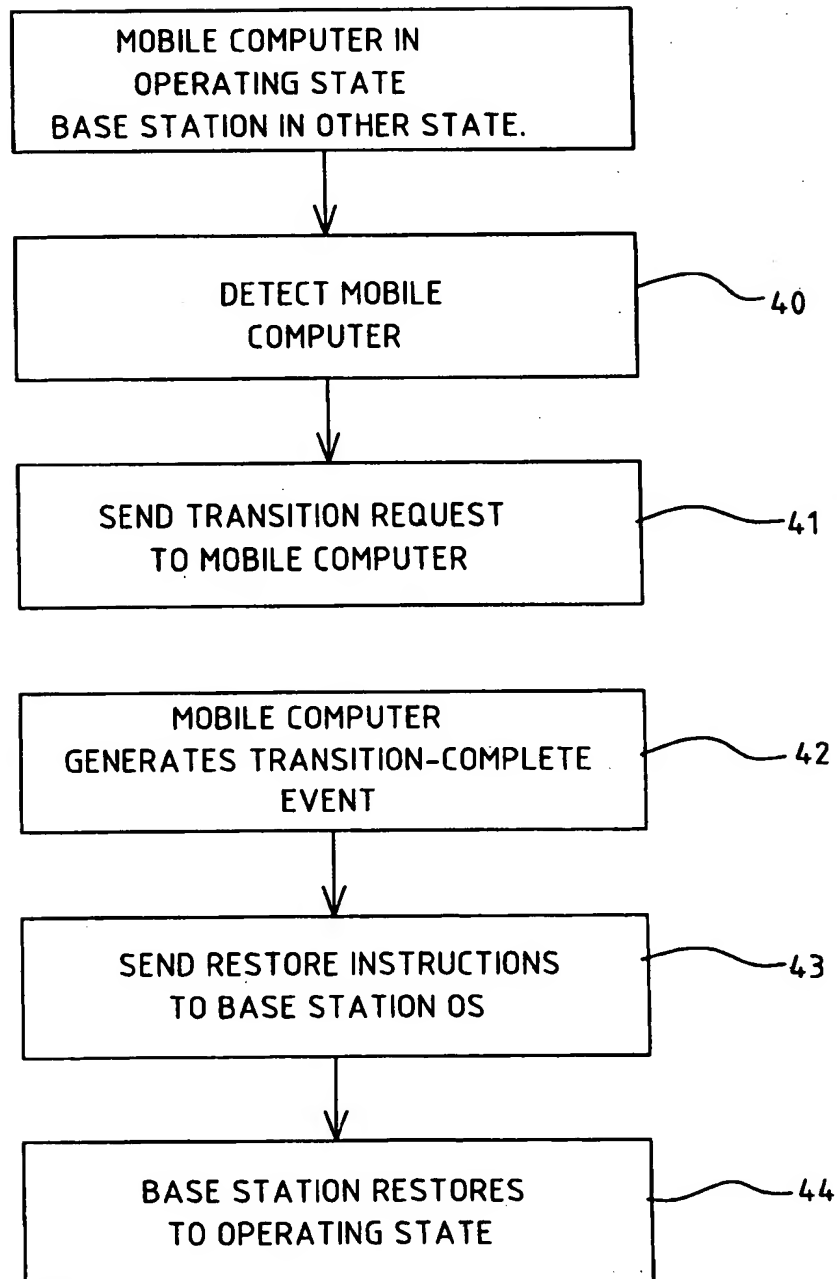 MOBILE COMPUTER IN
OPERATING STATE
BASE STATION IN OTHER STATE.
DETECT MOBILE
COMPUTER
40
SEND TRANSITION REQUEST
TO MOBILE COMPUTER
41
MOBILE COMPUTER
GENERATES TRANSITION-COMPLETE
EVENT
42
SEND RESTORE INSTRUCTIONS
TO BASE STATION OS
43
BASE STATION RESTORES
TO OPERATING STATE
44